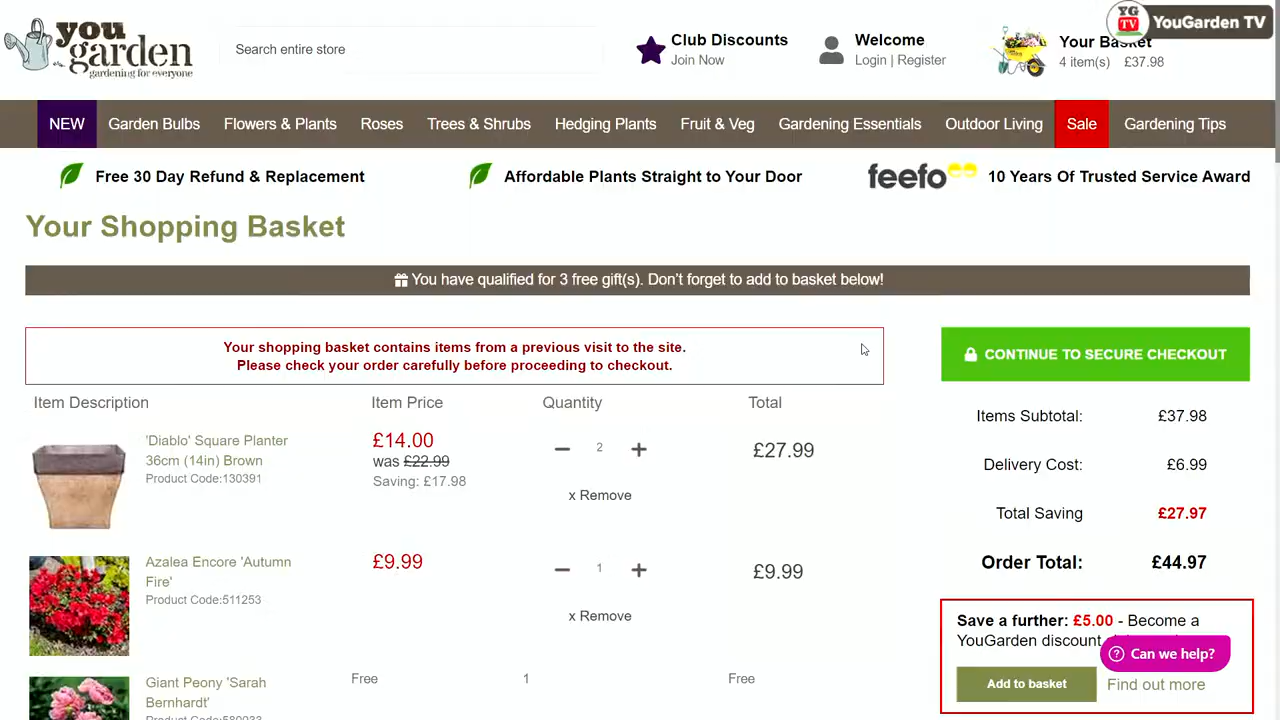 YG
TV
YouGarden TV
you
garden
gardening for everyone
Search entire store
Club Discounts
Join Now
Welcome
Login | Register
Your Basket
4 item(s) £37.98
NEW
Garden Bulbs
Flowers & Plants
Roses
Trees & Shrubs
Hedging Plants
Fruit & Veg
Gardening Essentials
Outdoor Living
Sale
Gardening Tips
Free 30 Day Refund & Replacement
Affordable Plants Straight to Your Door
feefo
10 Years Of Trusted Service Award
Your Shopping Basket
You have qualified for 3 free gift(s). Don't forget to add to basket below!
Your shopping basket contains items from a previous visit to the site.
Please check your order carefully before proceeding to checkout.
Item Description
Item Price
Quantity
Total
'Diablo' Square Planter
36cm (14in) Brown
Product Code:130391
£14.00
was £22.99
Saving: £17.98
2
x Remove
£27.99
Azalea Encore 'Autumn
Fire'
Product Code:511253
£9.99
1
x Remove
£9.99
Giant Peony 'Sarah
Bernhardt'
Free
1
Free
CONTINUE TO SECURE CHECKOUT
Items Subtotal: £37.98
Delivery Cost: £6.99
Total Saving £27.97
Order Total: £44.97
Save a further: £5.00 - Become a
YouGarden discount
Can we help?
Add to basket
Find out more